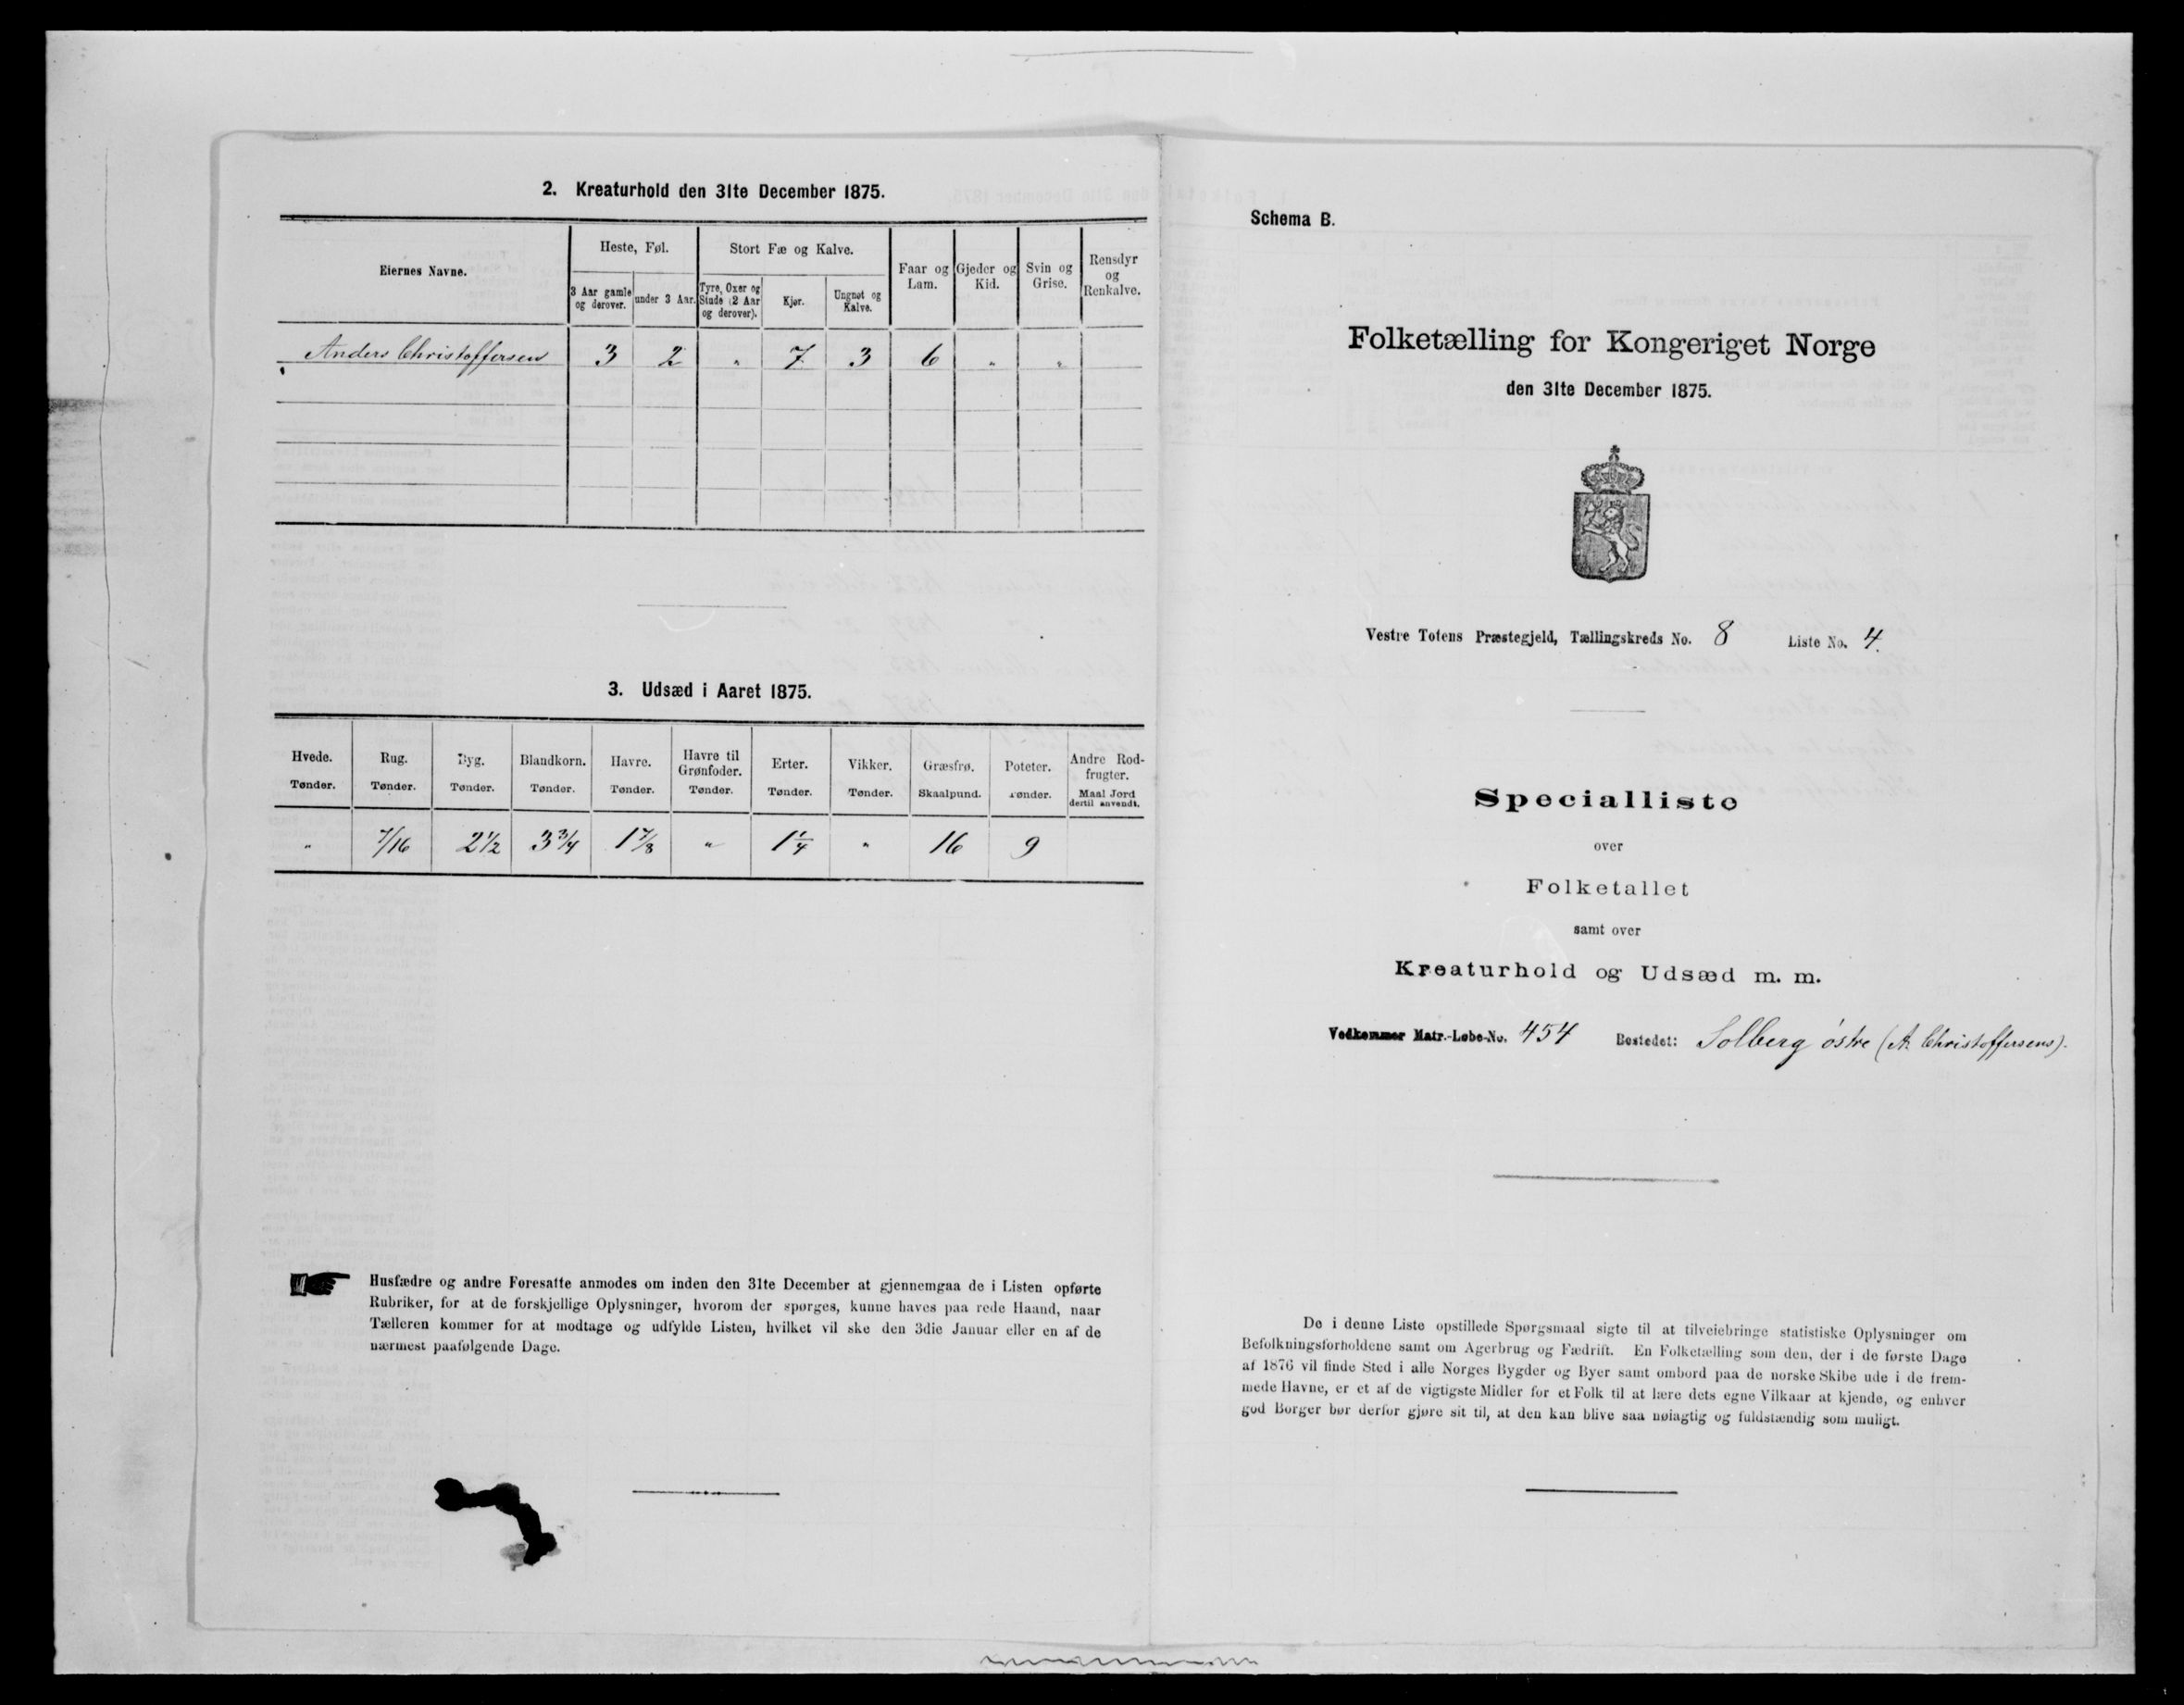 2. Kreaturhold den 31te December 1875.
Eiernes Navne.
Heste, Føl.
Stort Fæ og Kalve.
3 Aar gamle og derover.
under 3 Aar.
Tyre, Oxer og Stude (2 Aar og derover).
Kjør.
Ungnøt og Kalve.
Faar og Lam.
Gjeder og Kid.
Svin og Grise.
Rensdyr og Renkalve.
Anders Christoffersen 3 2 " 7 3 6 " "
3. Udsæd i Aaret 1875.
Hvede. Tønder.
Rug. Tønder.
Byg. Tønder.
Blandkorn. Tønder.
Havre. Tønder.
Havre til Grønfoder. Tønder.
Erter. Tønder.
Vikker. Tønder.
Græsfrø. Skaalpund.
Poteter. Tønder.
Andre Rodfrugter. Maal Jord dertil anvendt.
" 7/16 2 1/2 3 3/4 1 7/8 " 1 1/4 " 16 9
Husfædre og andre Foresatte anmodes om inden den 31te December at gjennemgaa de i Listen opførte
Rubriker, for at de forskjellige Oplysninger, hvorom der spørges, kunne haves paa rede Haand, naar
Tælleren kommer for at modtage og udfylde Listen, hvilket vil ske den 3die Januar eller en af de
nærmest paafølgende Dage.
Schema B.
Folketælling for Kongeriget Norge
den 31te December 1875.
Vestre Totens Præstegjeld, Tællingskreds No. 8 Liste No. 4.
Specialliste
over
Folketallet
samt over
Kreaturhold og Udsæd m. m.
Vedkommer Matr.-Løbe-No. 454 Bostedet: Solberg østre (A. Christoffersens).
De i denne Liste opstillede Spørgsmaal sigte til at tilveiebringe statistiske Oplysninger om
Befolkningsforholdene samt om Agerbrug og Fædrift. En Folketælling som den, der i de første Dage
af 1876 vil finde Sted i alle Norges Bygder og Byer samt ombord paa de norske Skibe ude i de frem-
mede Havne, er et af de vigtigste Midler for et Folk til at lære dets egne Vilkaar at kjende, og enhver
god Borger bør derfor gjøre sit til, at den kan blive saa nøiagtig og fuldstændig som muligt.